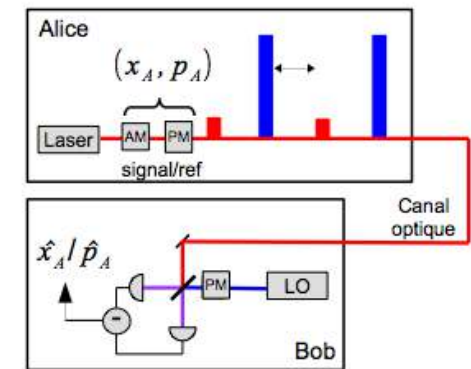 Alice
(x_A, p_A)
Laser
AM
PM
signal/ref
Canal
optique
x̂_A/p̂_A
-
PM
LO
Bob